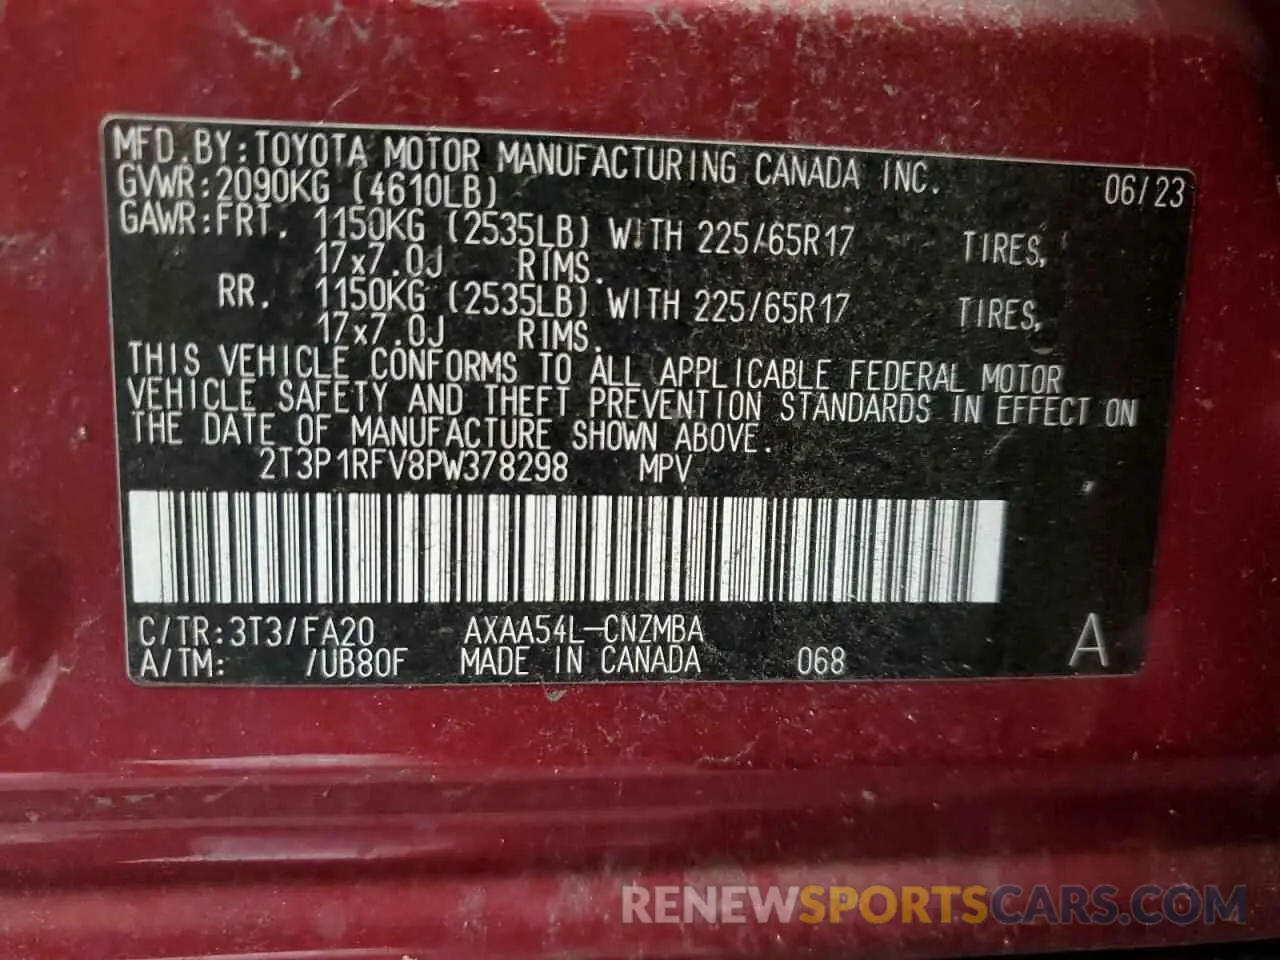 MFD.BY:TOYOTA MOTOR MANUFACTURING CANADA INC. 06/23
GVWR:2090KG (4610LB)
GAWR:FRT. 1150KG (2535LB) WITH 225/65R17 TIRES,
17x7.0J RIMS.
RR. 1150KG (2535LB) WITH 225/65R17 TIRES,
17x7.0J RIMS.
THIS VEHICLE CONFORMS TO ALL APPLICABLE FEDERAL MOTOR
VEHICLE SAFETY AND THEFT PREVENTION STANDARDS IN EFFECT ON
THE DATE OF MANUFACTURE SHOWN ABOVE.
2T3P1RFV8PW378298 MPV
C/TR:3T3/FA20 AXAA54L-CNZMBA A
A/TM: /UB80F MADE IN CANADA 068
RENEWSPORTSCARS.COM